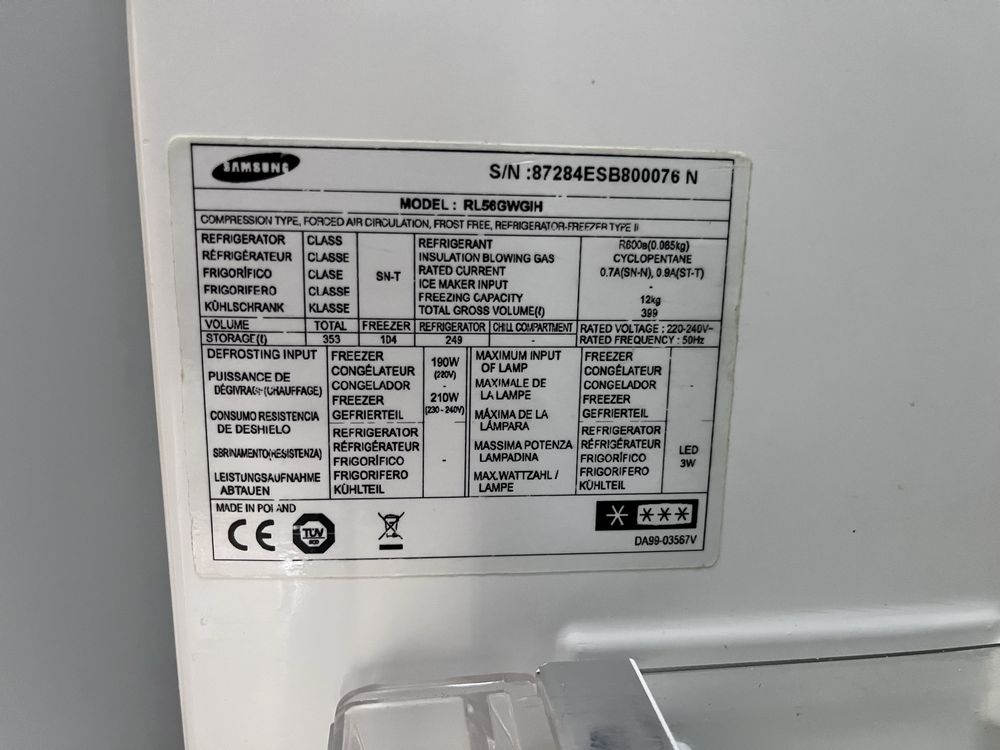 SAMSUNG
S/N :87284ESB800076 N
MODEL : RL56GWGIH
COMPRESSION TYPE, FORCED AIR CIRCULATION, FROST FREE, REFRIGERATOR-FREEZER TYPE II
REFRIGERATOR CLASS
RÉFRIGÉRATEUR CLASSE
FRIGORÍFICO CLASE
FRIGORIFERO CLASSE
KÜHLSCHRANK KLASSE
SN-T
REFRIGERANT R600a(0.065kg)
INSULATION BLOWING GAS CYCLOPENTANE
RATED CURRENT 0.7A(SN-N), 0.9A(ST-T)
ICE MAKER INPUT -
FREEZING CAPACITY 12kg
TOTAL GROSS VOLUME(ℓ) 399
VOLUME TOTAL FREEZER REFRIGERATOR CHILL COMPARTMENT RATED VOLTAGE : 220-240V~
STORAGE(ℓ) 353 104 249 - RATED FREQUENCY : 50Hz
DEFROSTING INPUT
PUISSANCE DE
DÉGIVRAGE(CHAUFFAGE)
CONSUMO RESISTENCIA
DE DESHIELO
SBRINAMENTO(RESISTENZA)
LEISTUNGSAUFNAHME
ABTAUEN
FREEZER
CONGÉLATEUR
CONGELADOR
FREEZER
GEFRIERTEIL
190W
(220V)
-
210W
(230 - 240V)
REFRIGERATOR
RÉFRIGÉRATEUR
FRIGORÍFICO
FRIGORIFERO
KÜHLTEIL
-
MAXIMUM INPUT
OF LAMP
MAXIMALE DE
LA LAMPE
MÁXIMA DE LA
LÁMPARA
MASSIMA POTENZA
LAMPADINA
MAX.WATTZAHL /
LAMPE
FREEZER
CONGÉLATEUR
CONGELADOR
FREEZER
GEFRIERTEIL
-
REFRIGERATOR
RÉFRIGÉRATEUR
FRIGORÍFICO
FRIGORIFERO
KÜHLTEIL
LED
3W
MADE IN POLAND
CE
TÜV
DA99-03567V